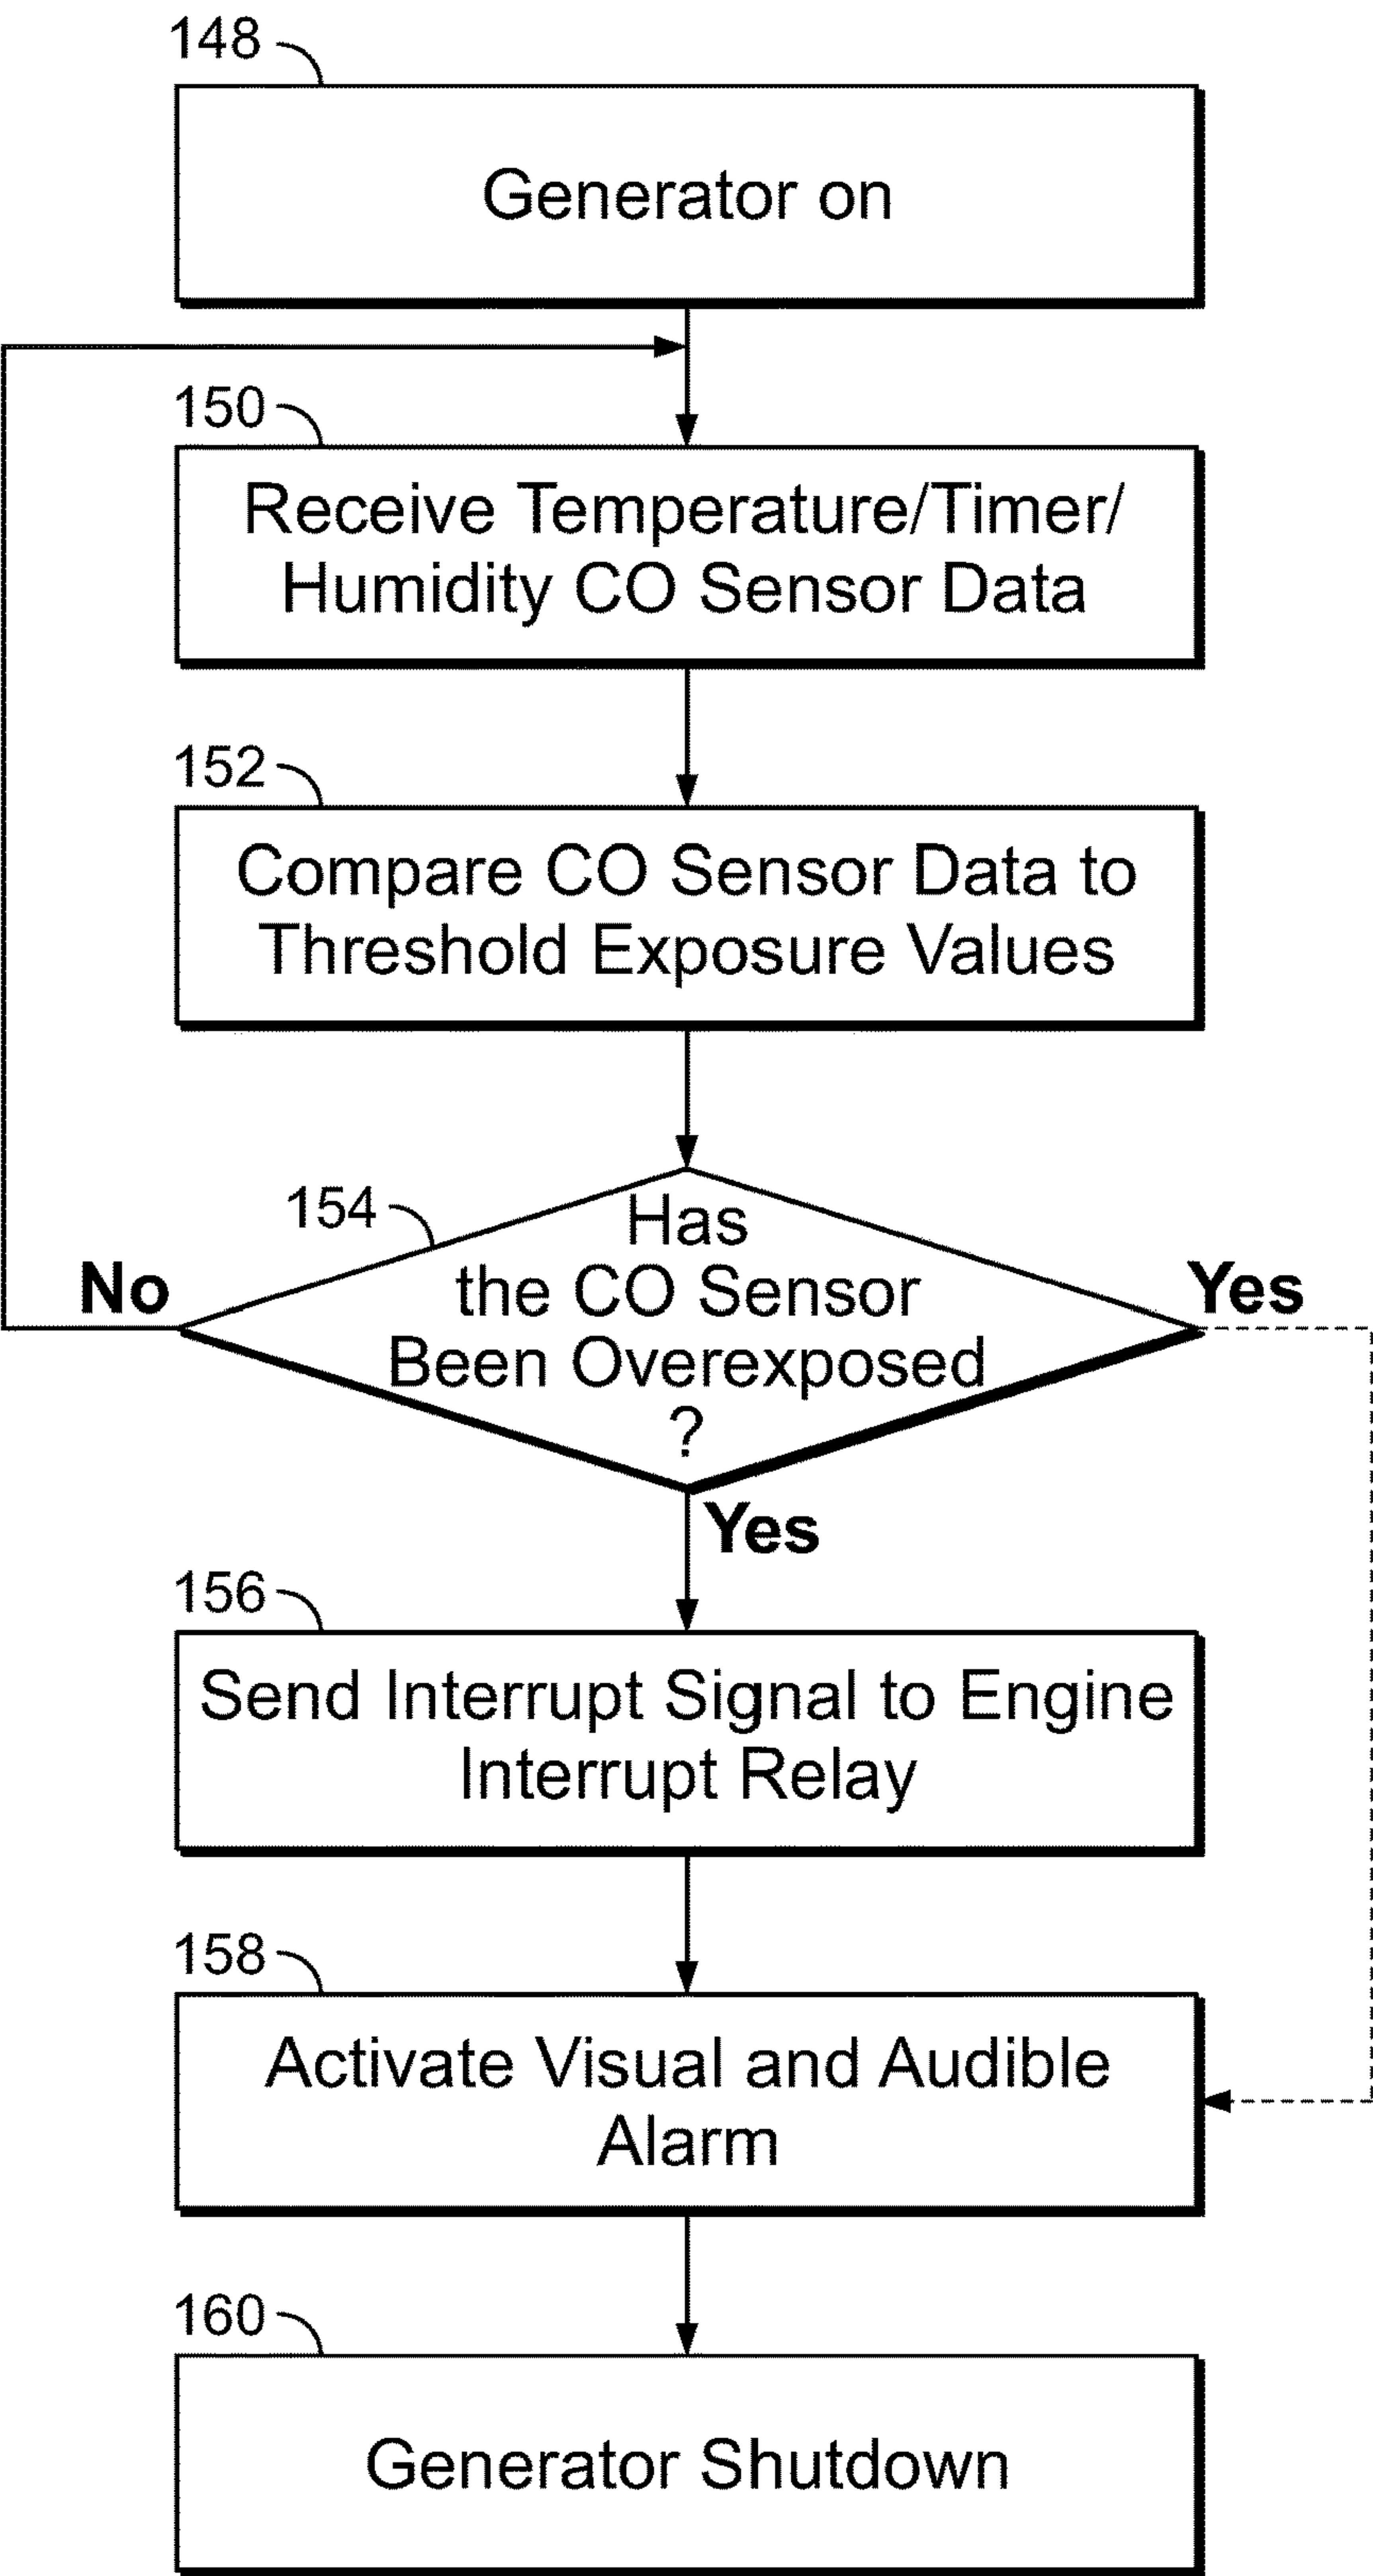 148
Generator on
150
Receive Temperature/Timer/
Humidity CO Sensor Data
152
Compare CO Sensor Data to
Threshold Exposure Values
154
Has
the CO Sensor
Been Overexposed
?
No
Yes
Yes
156
Send Interrupt Signal to Engine
Interrupt Relay
158
Activate Visual and Audible
Alarm
160
Generator Shutdown